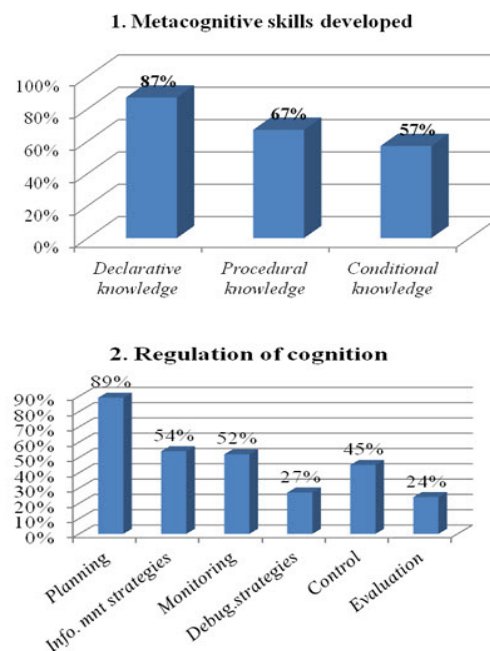 1. Metacognitive skills developed
87%
67%
57%
100%
80%
60%
40%
20%
0%
Declarative
knowledge
Procedural
knowledge
Conditional
knowledge
2. Regulation of cognition
89%
54%
52%
27%
45%
24%
90%
80%
70%
60%
50%
40%
30%
20%
10%
0%
Planning
Info. mnt strategies
Monitoring
Debug.strategies
Control
Evaluation